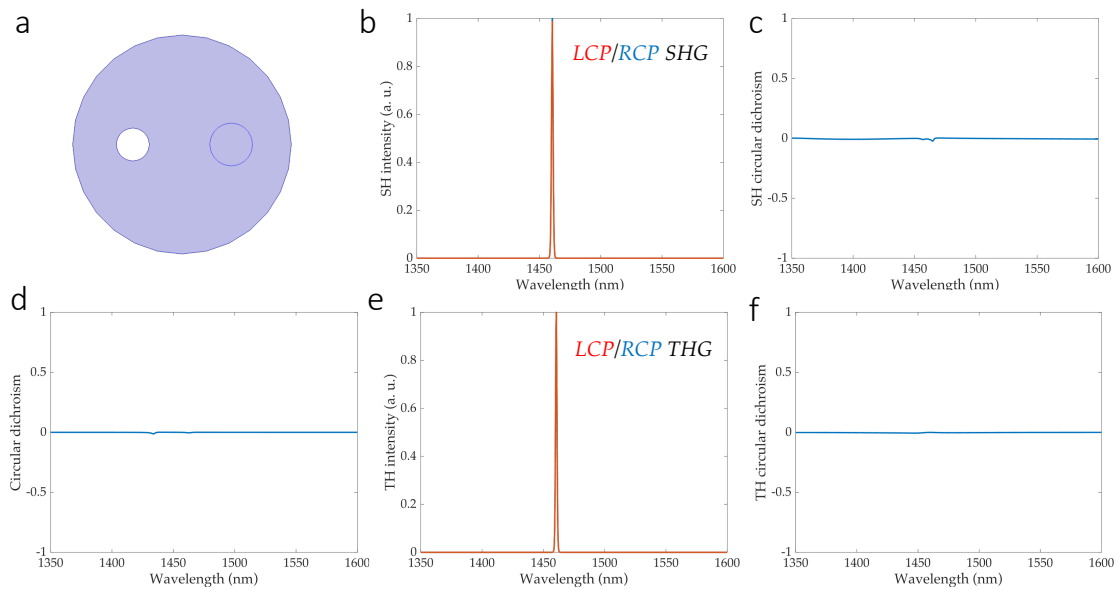 a
b
SH intensity (a. u.)
1
0.8
0.6
0.4
0.2
0
LCP/RCP SHG
1350 1400 1450 1500 1550 1600
Wavelength (nm)
c
SH circular dichroism
1
0.5
0
-0.5
-1
1350 1400 1450 1500 1550 1600
Wavelength (nm)
d
Circular dichroism
1
0.5
0
-0.5
-1
1350 1400 1450 1500 1550 1600
Wavelength (nm)
e
TH intensity (a. u.)
1
0.8
0.6
0.4
0.2
0
LCP/RCP THG
1350 1400 1450 1500 1550 1600
Wavelength (nm)
f
TH circular dichroism
1
0.5
0
-0.5
-1
1350 1400 1450 1500 1550 1600
Wavelength (nm)